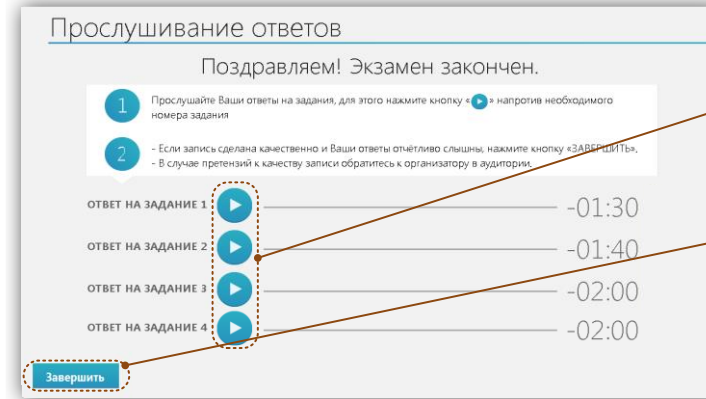 Прослушивание ответов
Поздравляем! Экзамен закончен.
1 Прослушайте Ваши ответы на задания, для этого нажмите кнопку « » напротив необходимого
номера задания
2 - Если запись сделана качественно и Ваши ответы отчётливо слышны, нажмите кнопку «ЗАВЕРШИТЬ»,
- В случае претензий к качеству записи обратитесь к организатору в аудитории.
ОТВЕТ НА ЗАДАНИЕ 1 -01:30
ОТВЕТ НА ЗАДАНИЕ 2 -01:40
ОТВЕТ НА ЗАДАНИЕ 3 -02:00
ОТВЕТ НА ЗАДАНИЕ 4 -02:00
Завершить